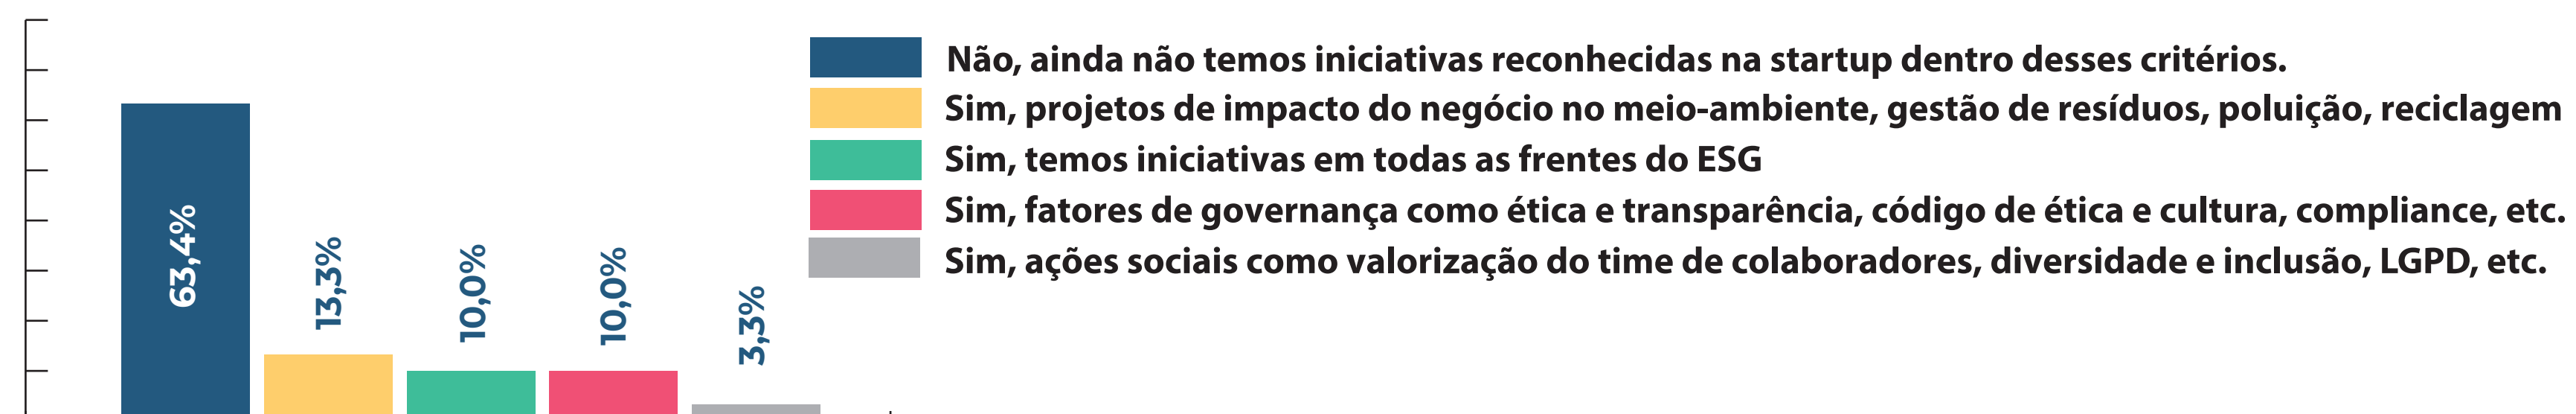 Não, ainda não temos iniciativas reconhecidas na startup dentro desses critérios.
Sim, projetos de impacto do negócio no meio-ambiente, gestão de resíduos, poluição, reciclagem
Sim, temos iniciativas em todas as frentes do ESG
Sim, fatores de governança como ética e transparência, código de ética e cultura, compliance, etc.
Sim, ações sociais como valorização do time de colaboradores, diversidade e inclusão, LGPD, etc.
63,4%
13,3%
10,0%
10,0%
3,3%